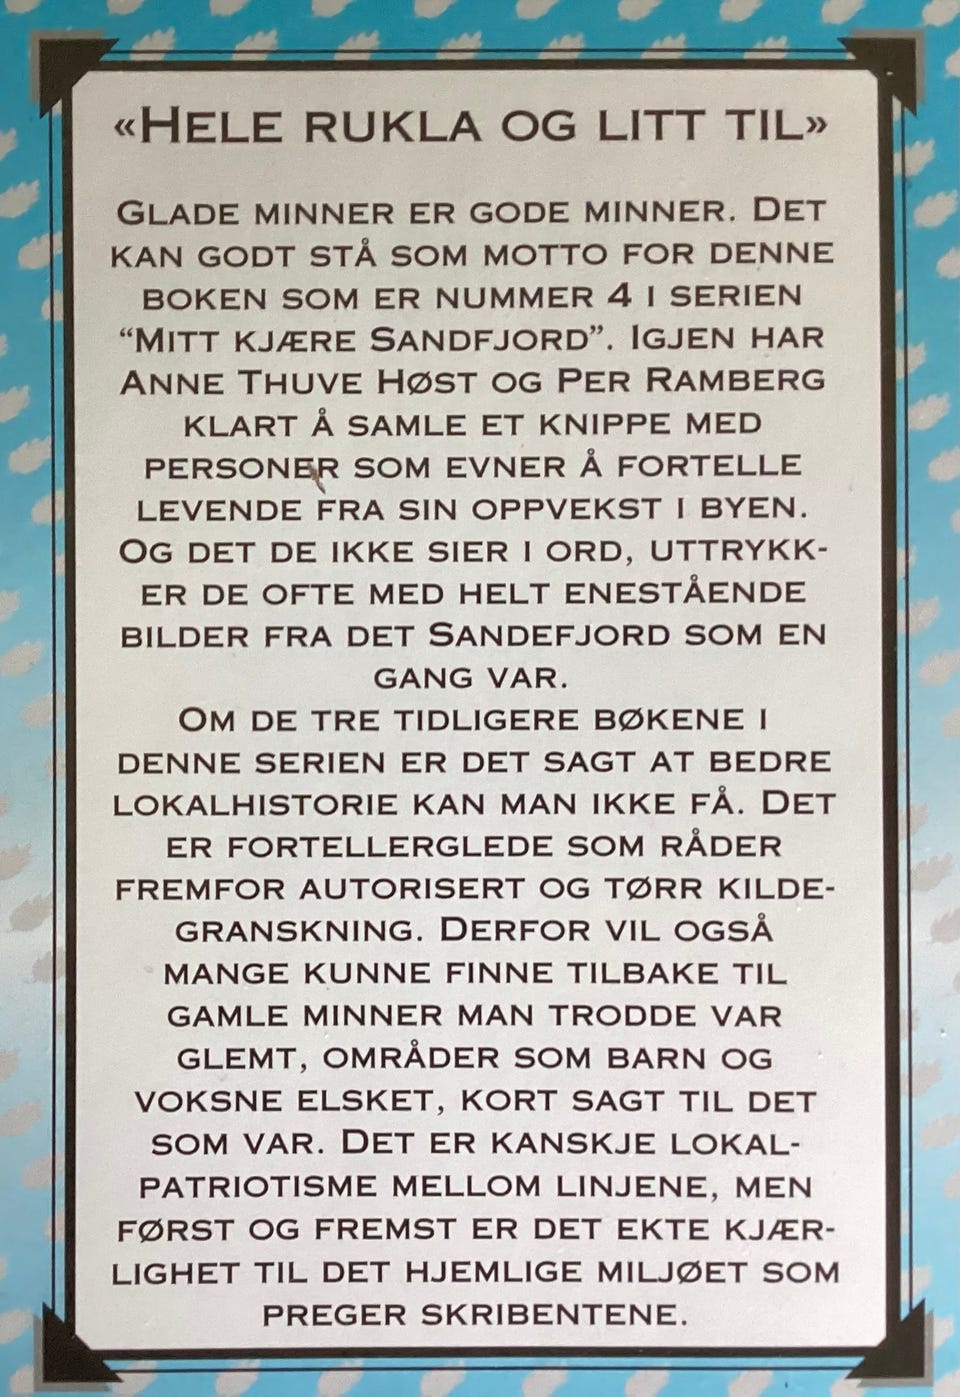 «HELE RUKLA OG LITT TIL»
GLADE MINNER ER GODE MINNER. DET
KAN GODT STÅ SOM MOTTO FOR DENNE
BOKEN SOM ER NUMMER 4 I SERIEN
“MITT KJÆRE SANDFJORD”. IGJEN HAR
ANNE THUVE HØST OG PER RAMBERG
KLART Å SAMLE ET KNIPPE MED
PERSONER SOM EVNER Å FORTELLE
LEVENDE FRA SIN OPPVEKST I BYEN.
OG DET DE IKKE SIER I ORD, UTTRYKK-
ER DE OFTE MED HELT ENESTÅENDE
BILDER FRA DET SANDEFJORD SOM EN
GANG VAR.
OM DE TRE TIDLIGERE BØKENE I
DENNE SERIEN ER DET SAGT AT BEDRE
LOKALHISTORIE KAN MAN IKKE FÅ. DET
ER FORTELLERGLEDE SOM RÅDER
FREMFOR AUTORISERT OG TØRR KILDE-
GRANSKNING. DERFOR VIL OGSÅ
MANGE KUNNE FINNE TILBAKE TIL
GAMLE MINNER MAN TRODDE VAR
GLEMT, OMRÅDER SOM BARN OG
VOKSNE ELSKET, KORT SAGT TIL DET
SOM VAR. DET ER KANSKJE LOKAL-
PATRIOTISME MELLOM LINJENE, MEN
FØRST OG FREMST ER DET EKTE KJÆR-
LIGHET TIL DET HJEMLIGE MILJØET SOM
PREGER SKRIBENTENE.